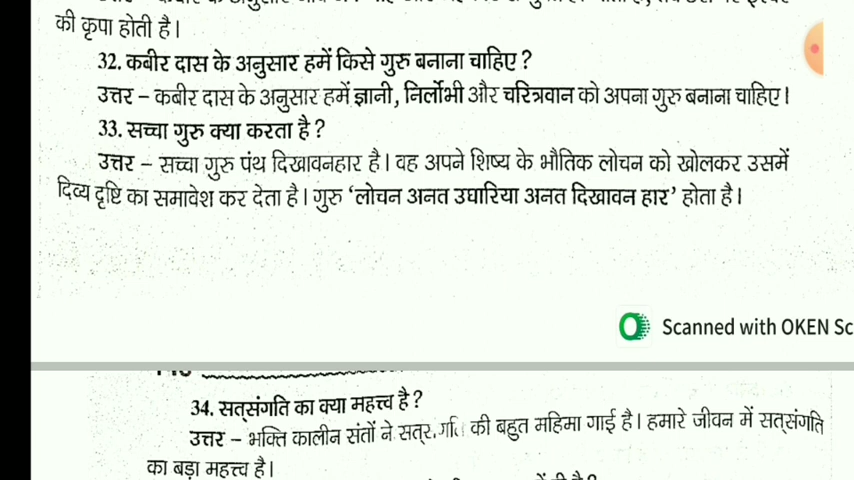 की कृपा होती है।
32. कबीर दास के अनुसार हमें किसे गुरु बनाना चाहिए ?
उत्तर – कबीर दास के अनुसार हमें ज्ञानी, निर्लोभी और चरित्रवान को अपना गुरु बनाना चाहिए।
33. सच्चा गुरु क्या करता है ?
उत्तर – सच्चा गुरु पंथ दिखावनहार है। वह अपने शिष्य के भौतिक लोचन को खोलकर उसमें
दिव्य दृष्टि का समावेश कर देता है। गुरु ‘लोचन अनत उघारिया अनत दिखावन हार’ होता है।
Scanned with OKEN Sc
34. सत्संगति का क्या महत्त्व है ?
उत्तर – भक्ति कालीन संतों ने की बहुत महिमा गाई है। हमारे जीवन में सत्संगति
का बड़ा महत्त्व है।